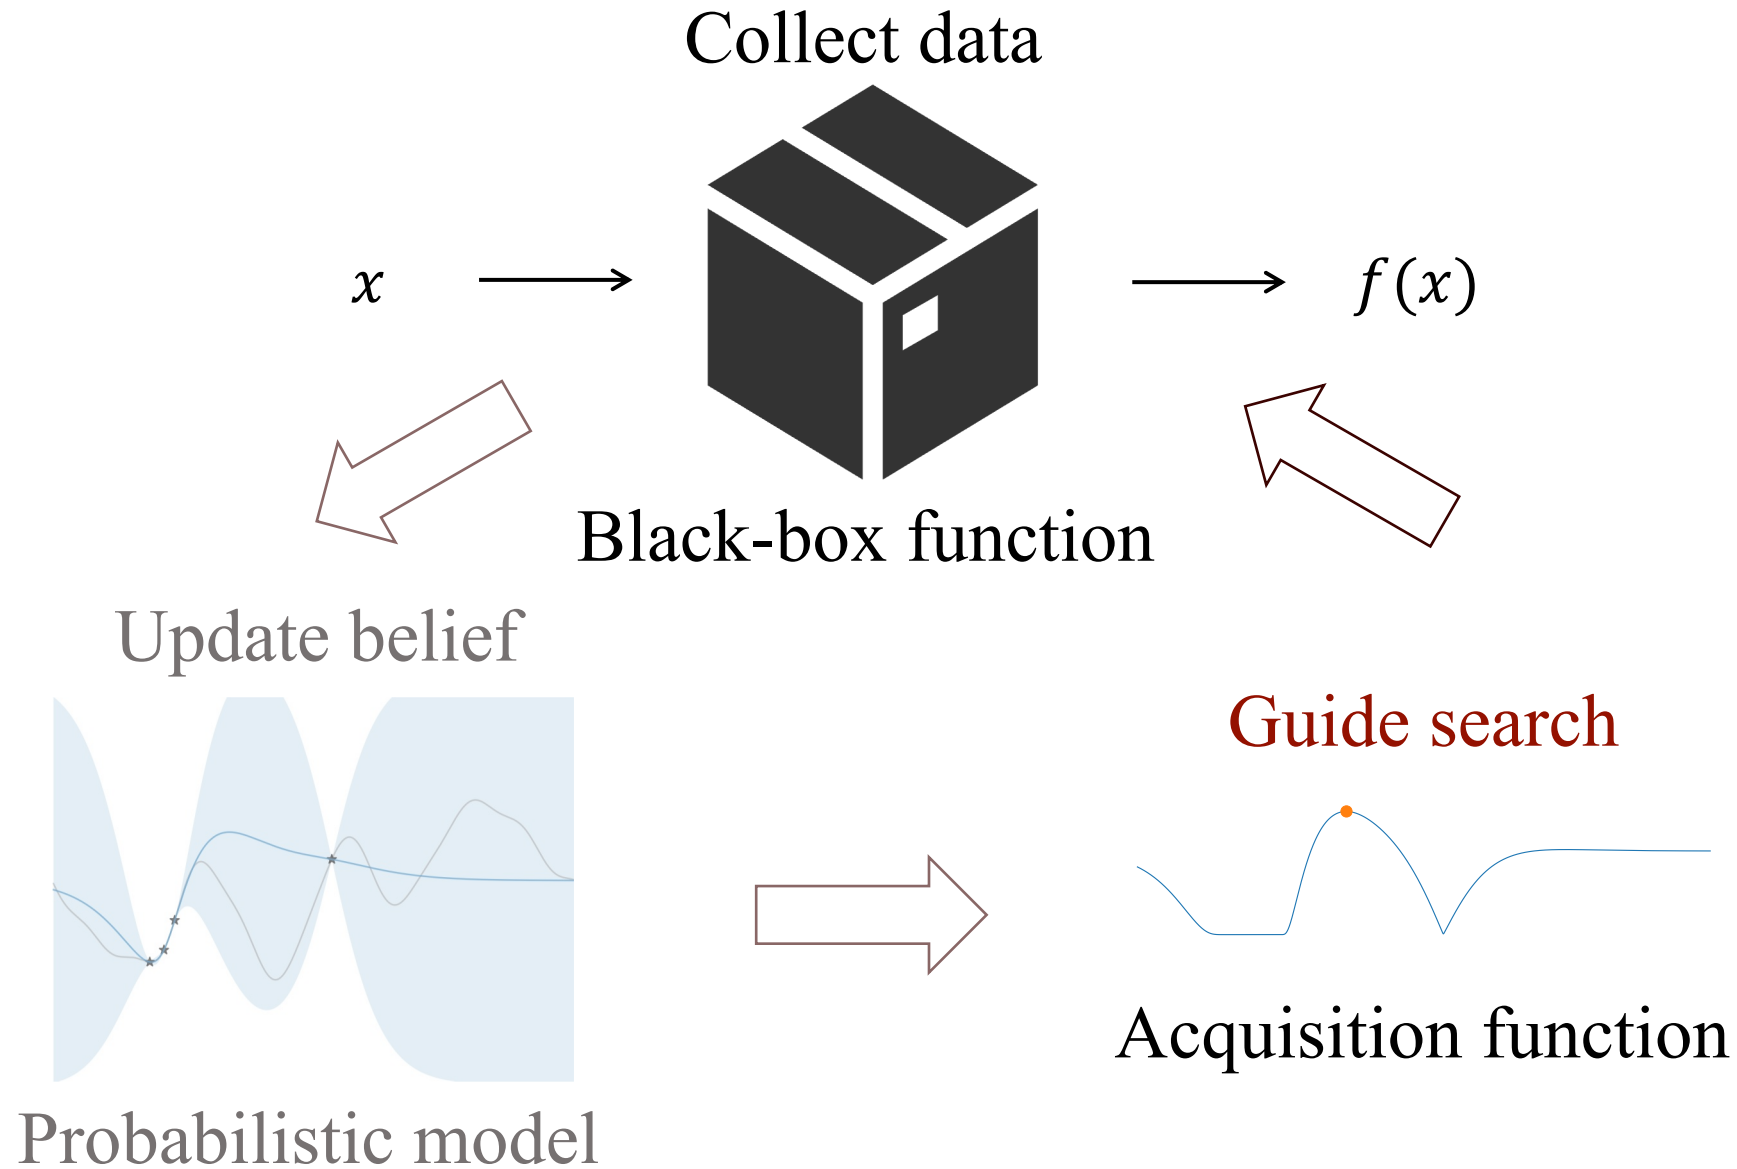 Collect data
x
f(x)
Black-box function
Update belief
Guide search
Acquisition function
Probabilistic model